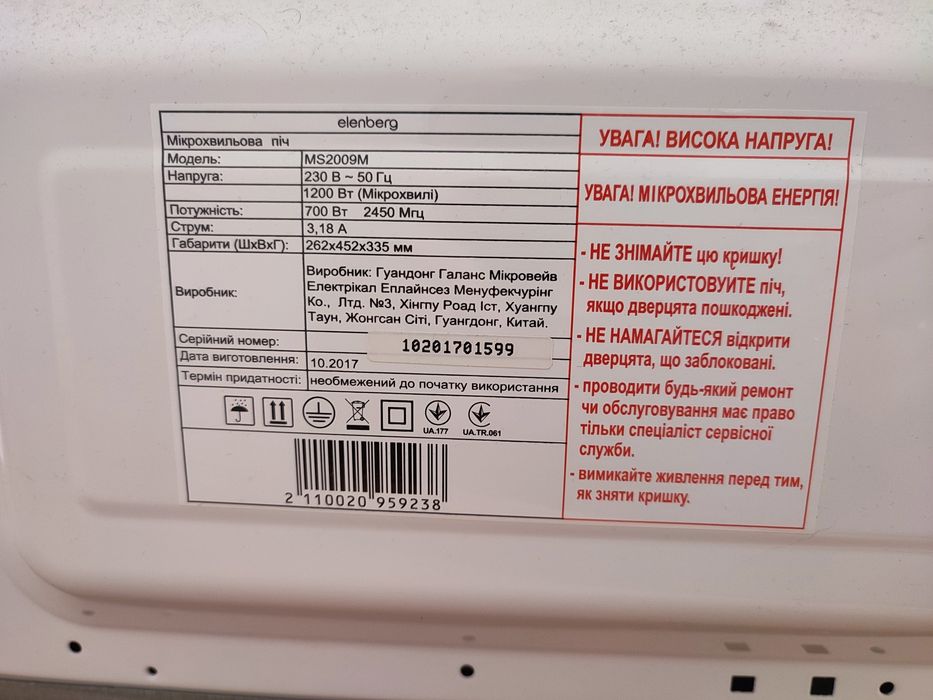 elenberg
Мікрохвильова піч
Модель: MS2009M
Напруга: 230 В ~ 50 Гц
1200 Вт (Мікрохвилі)
Потужність: 700 Вт 2450 Мгц
Струм: 3,18 А
Габарити (ШхВхГ): 262х452х335 мм
Виробник: Виробник: Гуандонг Галанс Мікровейв
Електрікал Еплайнсез Менуфекчурінг
Ко., Лтд. №3, Хінгпу Роад Іст, Хуангпу
Таун, Жонгсан Сіті, Гуангдонг, Китай.
Серійний номер: 10201701599
Дата виготовлення: 10.2017
Термін придатності: необмежений до початку використання
UA.177 UA.TR.061
2 110020 959238
УВАГА! ВИСОКА НАПРУГА!
УВАГА! МІКРОХВИЛЬОВА ЕНЕРГІЯ!
- НЕ ЗНІМАЙТЕ цю кришку!
- НЕ ВИКОРИСТОВУИТЕ піч,
якщо дверцята пошкоджені.
- НЕ НАМАГАЙТЕСЯ відкрити
дверцята, що заблоковані.
- проводити будь-який ремонт
чи обслуговування має право
тільки спеціаліст сервісної
служби.
- вимикайте живлення перед тим,
як зняти кришку.